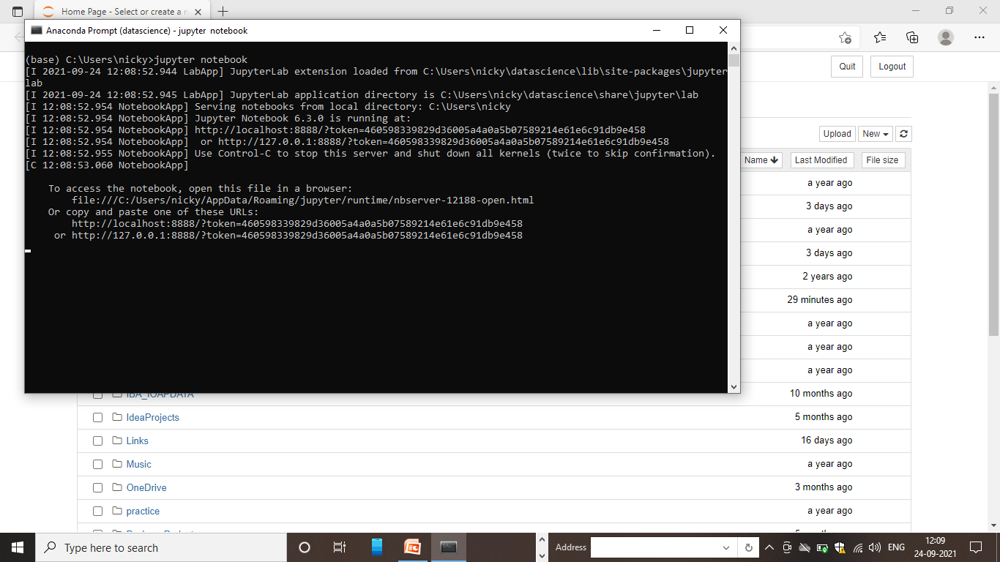 Home Page - Select or create a n
Anaconda Prompt (datascience) - jupyter notebook
(base) C:\Users\nicky>jupyter notebook
[I 2021-09-24 12:08:52.944 LabApp] JupyterLab extension loaded from C:\Users\nicky\datascience\lib\site-packages\jupyter
lab
[I 2021-09-24 12:08:52.945 LabApp] JupyterLab application directory is C:\Users\nicky\datascience\share\jupyter\lab
[I 12:08:52.954 NotebookApp] Serving notebooks from local directory: C:\Users\nicky
[I 12:08:52.954 NotebookApp] Jupyter Notebook 6.3.0 is running at:
[I 12:08:52.954 NotebookApp] http://localhost:8888/?token=460598339829d36005a4a0a5b07589214e61e6c91db9e458
[I 12:08:52.954 NotebookApp]  or http://127.0.0.1:8888/?token=460598339829d36005a4a0a5b07589214e61e6c91db9e458
[I 12:08:52.955 NotebookApp] Use Control-C to stop this server and shut down all kernels (twice to skip confirmation).
[C 12:08:53.060 NotebookApp]
To access the notebook, open this file in a browser:
file:///C:/Users/nicky/AppData/Roaming/jupyter/runtime/nbserver-12188-open.html
Or copy and paste one of these URLs:
http://localhost:8888/?token=460598339829d36005a4a0a5b07589214e61e6c91db9e458
or http://127.0.0.1:8888/?token=460598339829d36005a4a0a5b07589214e61e6c91db9e458
Quit Logout
Upload New
Name Last Modified File size
a year ago
3 days ago
a year ago
3 days ago
2 years ago
29 minutes ago
a year ago
a year ago
a year ago
10 months ago
IdeaProjects 5 months ago
Links 16 days ago
Music a year ago
OneDrive 3 months ago
practice a year ago
Type here to search
Address
ENG
12:09
24-09-2021